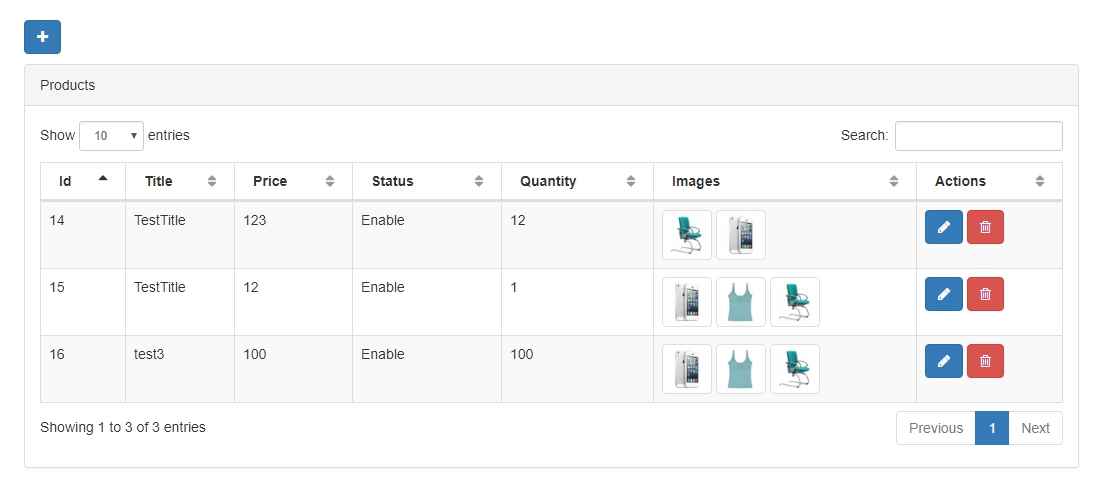 Products
Show 10 entries Search:
Id Title Price Status Quantity Images Actions
14 TestTitle 123 Enable 12
15 TestTitle 12 Enable 1
16 test3 100 Enable 100
Showing 1 to 3 of 3 entries Previous 1 Next